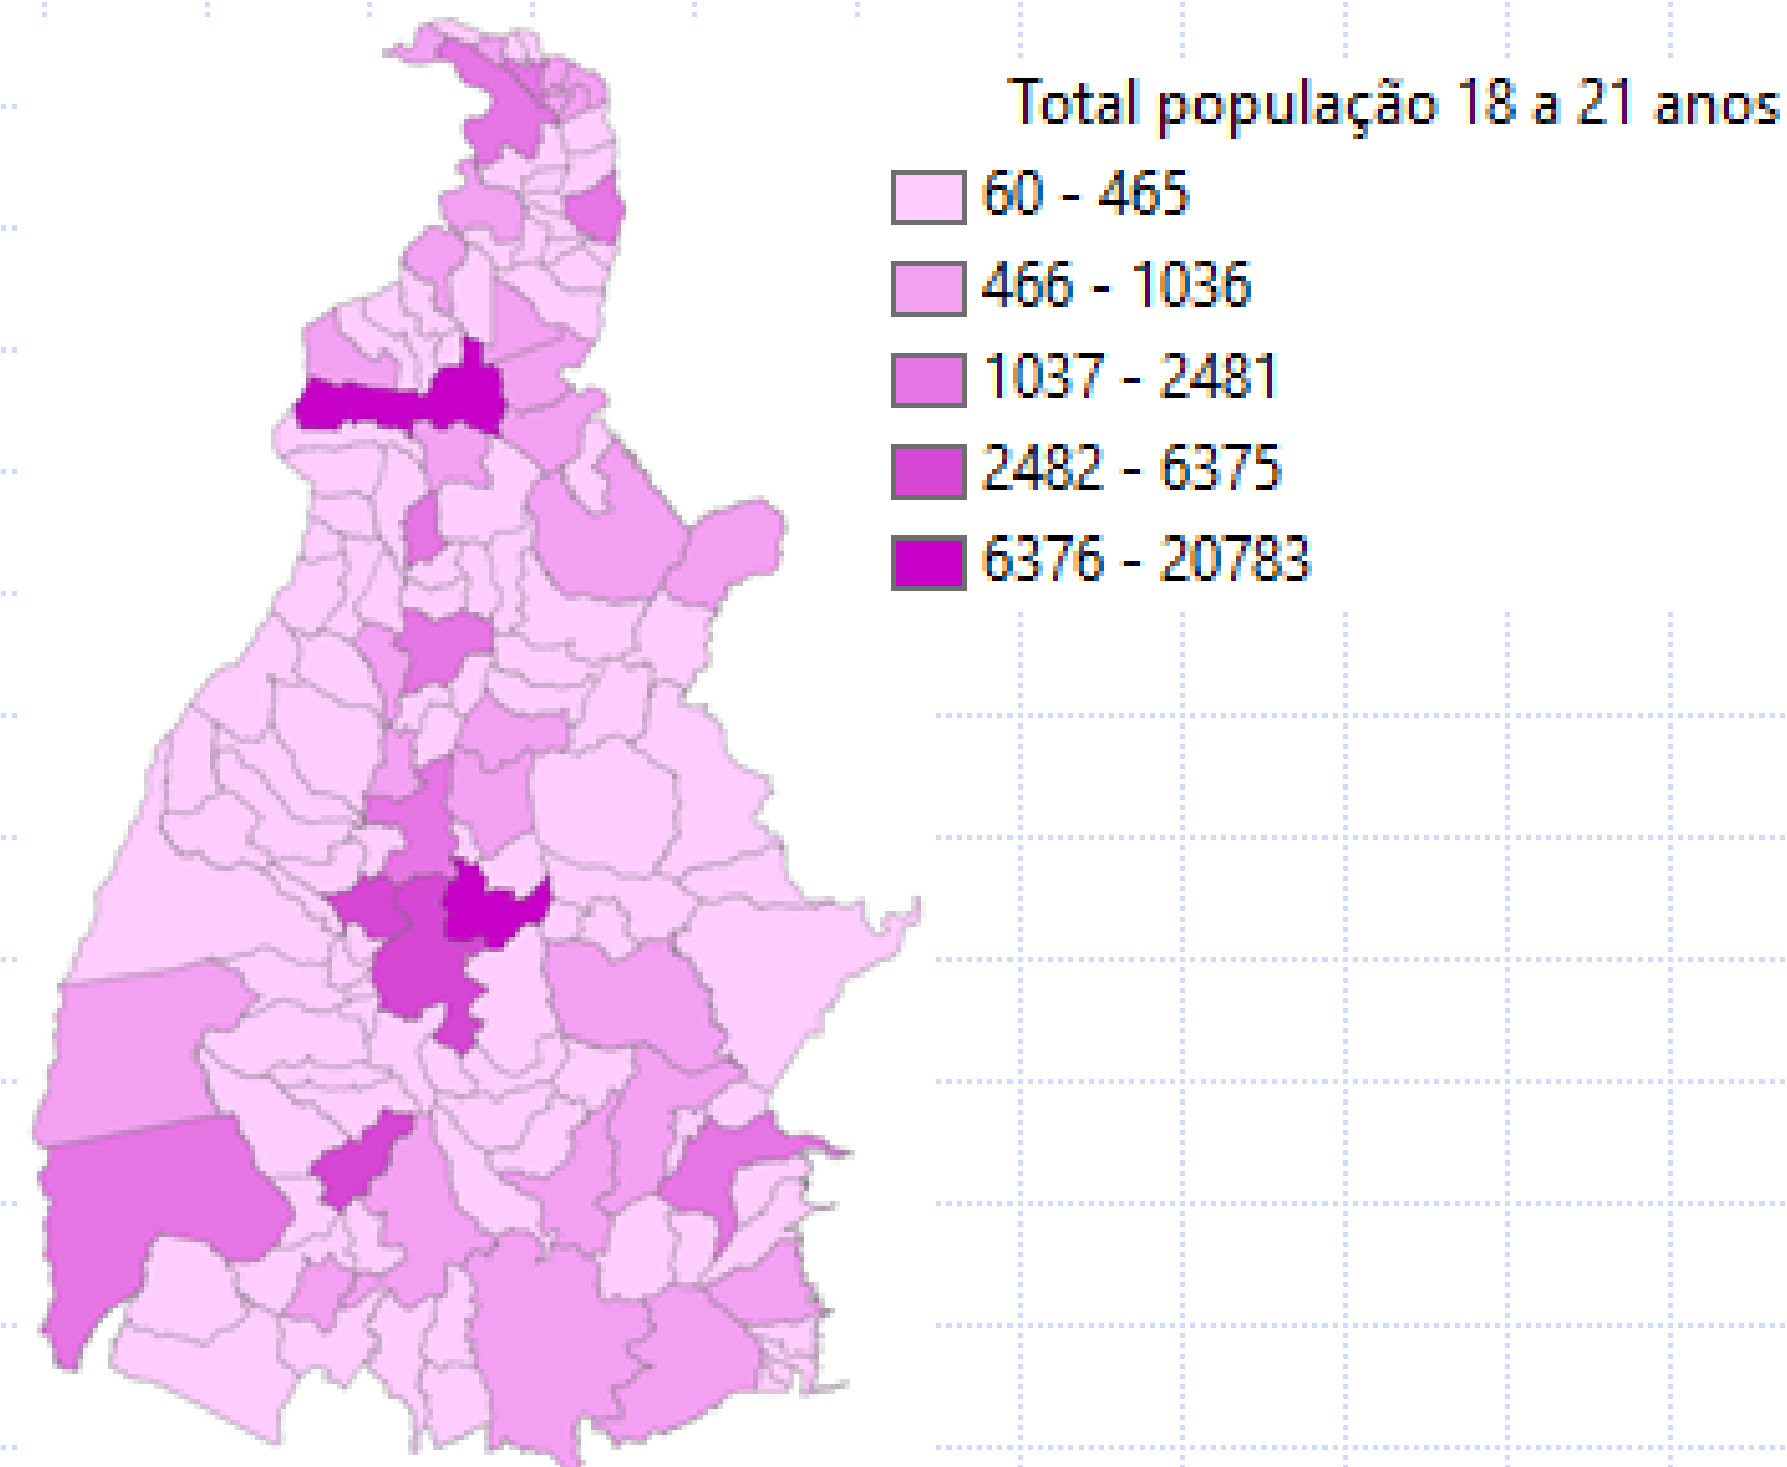 Total população 18 a 21 anos
60 - 465
466 - 1036
1037 - 2481
2482 - 6375
6376 - 20783